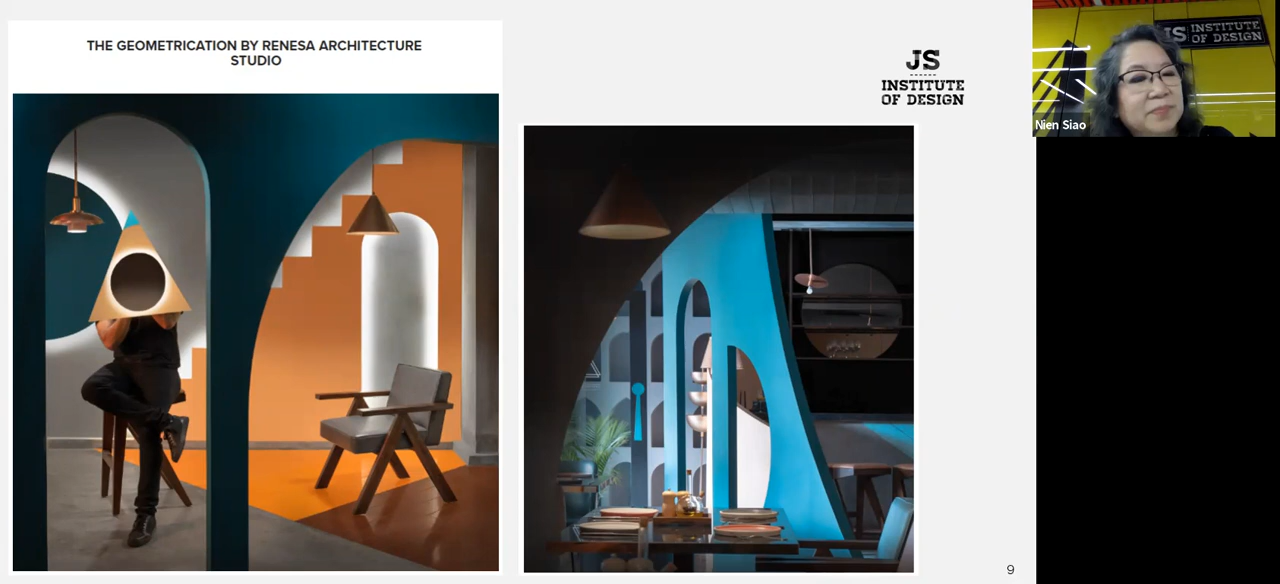 THE GEOMETRICATION BY RENESA ARCHITECTURE
STUDIO
JS
INSTITUTE
OF DESIGN
JS INSTITUTE
OF DESIGN
Nien Siao
9